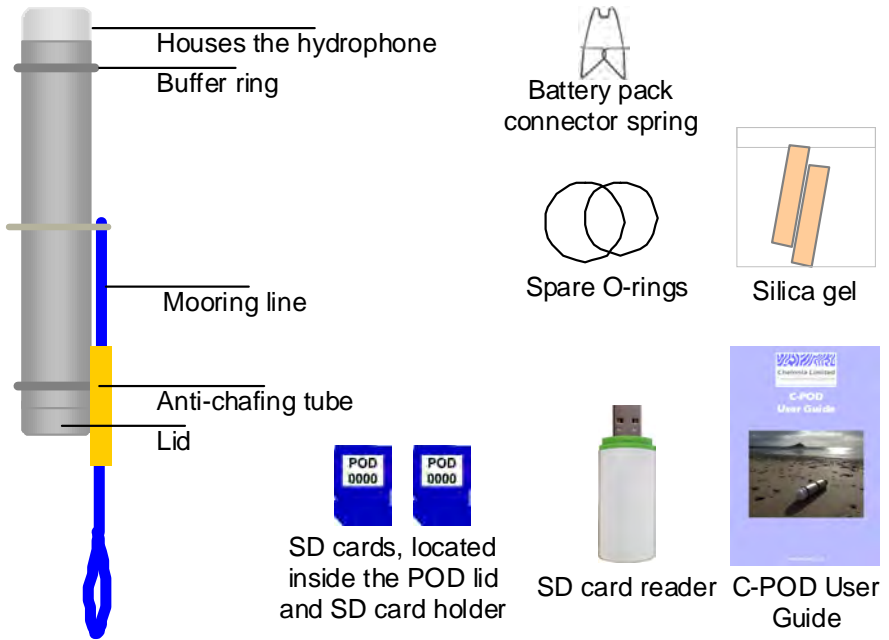 Houses the hydrophone
Buffer ring
Mooring line
Anti-chafing tube
Lid
Battery pack
connector spring
Spare O-rings
Silica gel
POD
0000
POD
0000
SD cards, located
inside the POD lid
and SD card holder
SD card reader
Chelonia Limited
C-POD
User Guide
C-POD User
Guide